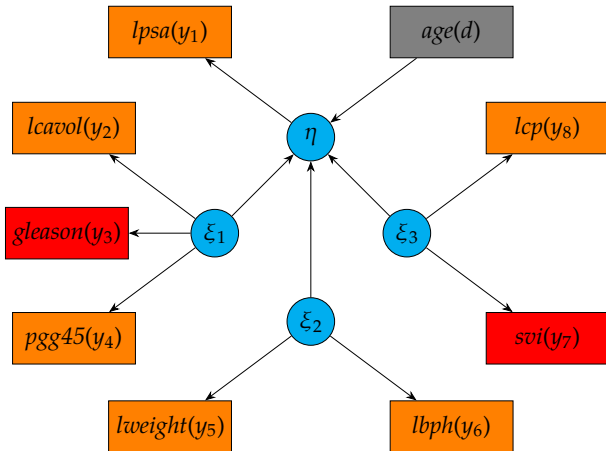 lpsa(y₁)
age(d)
lcavol(y₂)
η
lcp(y₈)
gleason(y₃)
ξ₁
ξ₃
pgg45(y₄)
ξ₂
svi(y₇)
lweight(y₅)
lbph(y₆)